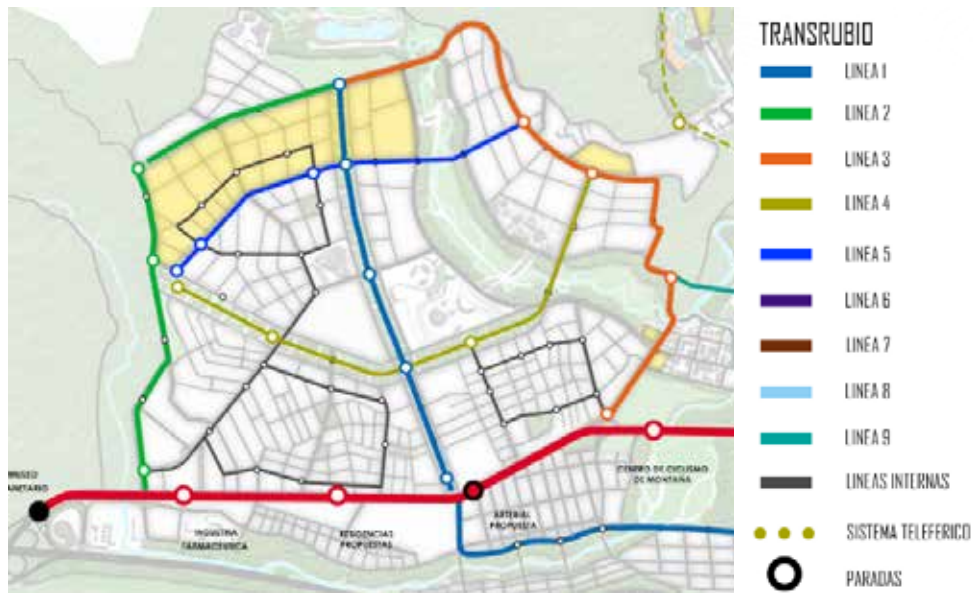 TRANSRUBIO
LINEA 1
LINEA 2
LINEA 3
LINEA 4
LINEA 5
LINEA 6
LINEA 7
LINEA 8
LINEA 9
LINEAS INTERNAS
SISTEMA TELEFERICO
PARADAS
CENTRO DE CICLISMO
DE MONTAÑA
ARTERIAL
PROPUESTA
INDUSTRIA
FARMACEUTICA
RESIDENCIAS
PROPUESTAS